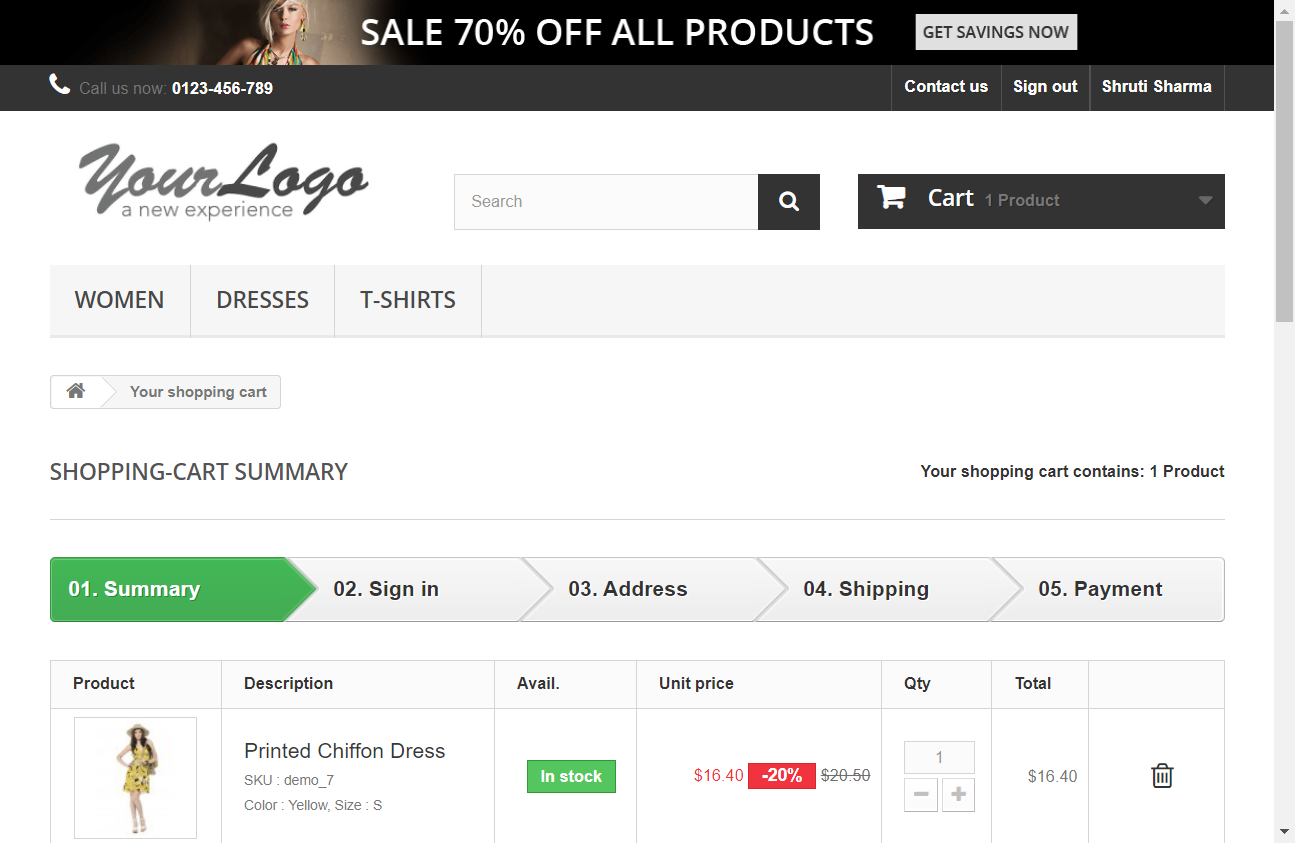 SALE 70% OFF ALL PRODUCTS GET SAVINGS NOW
Call us now: 0123-456-789 Contact us Sign out Shruti Sharma
YourLogo
a new experience
Search Cart 1 Product
WOMEN DRESSES T-SHIRTS
Your shopping cart
SHOPPING-CART SUMMARY Your shopping cart contains: 1 Product
01. Summary 02. Sign in 03. Address 04. Shipping 05. Payment
Product Description Avail. Unit price Qty Total
Printed Chiffon Dress
SKU : demo_7
Color : Yellow, Size : S
In stock
$16.40 -20% $20.50
1
$16.40